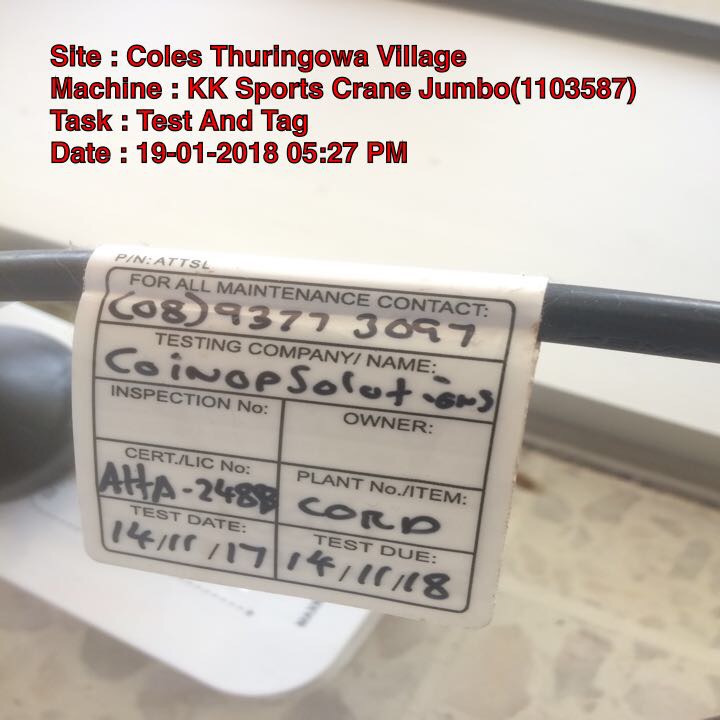 Site : Coles Thuringowa Village
Machine : KK Sports Crane Jumbo(1103587)
Task : Test And Tag
Date : 19-01-2018 05:27 PM
P/N: ATTSL
FOR ALL MAINTENANCE CONTACT:
(08) 9377 3097
TESTING COMPANY/ NAME:
CoinopSolutions
INSPECTION No:
OWNER:
CERT./LIC No:
AHA-2488
PLANT No./ITEM:
CORD
TEST DATE:
14/11/17
TEST DUE:
14/11/18